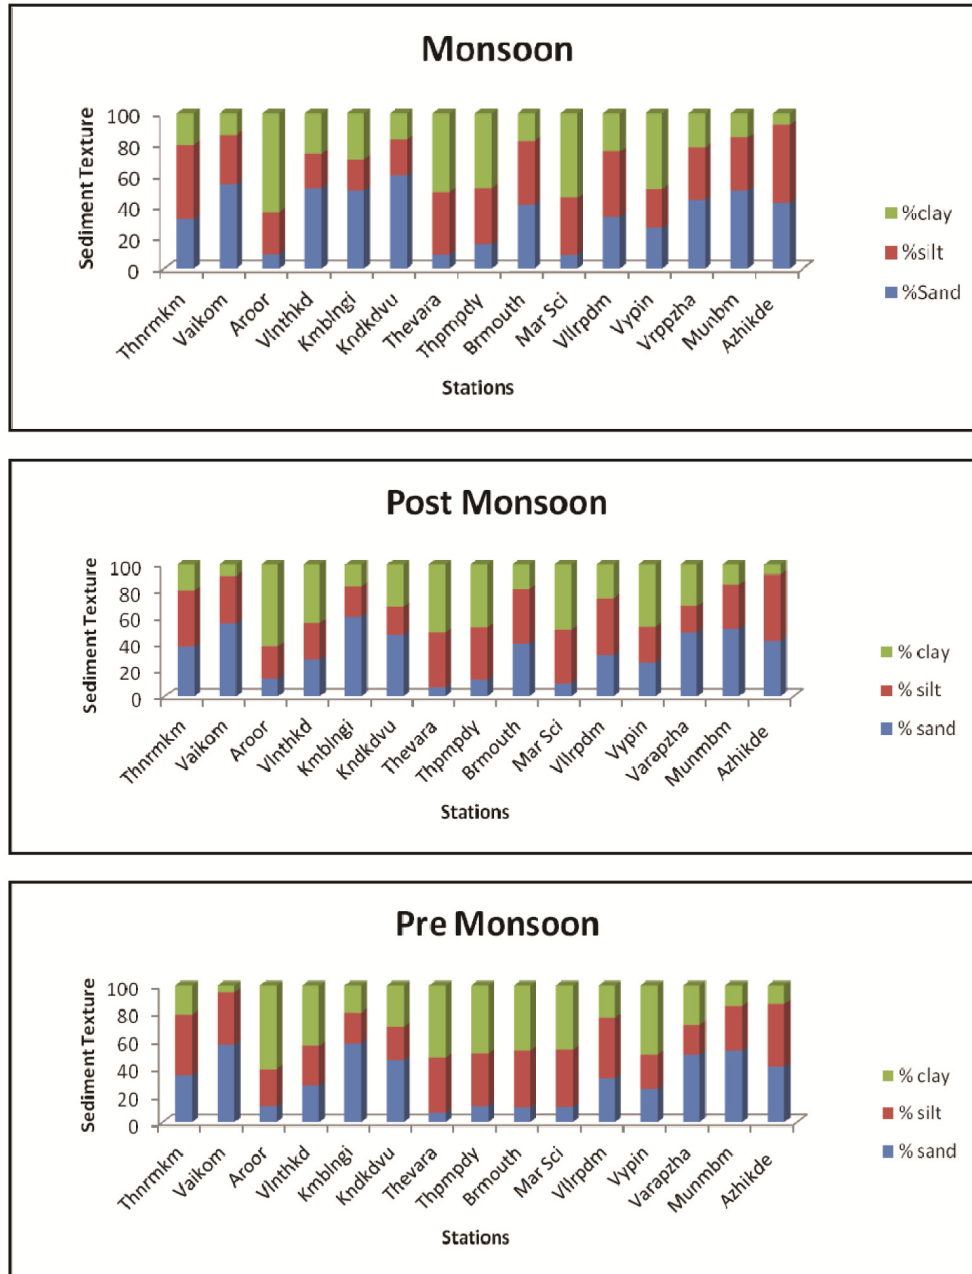 Monsoon
Sediment Texture
100
80
60
40
20
0
Thnrmkm
Vaikom
Aroor
Vlnthkd
Kmblngi
Kndkdvu
Thevara
Thpmpdy
Brmouth
Mar Sci
Vllrpdm
Vypin
Vrppzha
Munbm
Azhikde
Stations
%clay
%silt
%Sand
Post Monsoon
Sediment Texture
100
80
60
40
20
0
Thnrmkm
Vaikom
Aroor
Vlnthkd
Kmblngi
Kndkdvu
Thevara
Thpmpdy
Brmouth
Mar Sci
Vllrpdm
Vypin
Varapzha
Munmbm
Azhikde
Stations
% clay
% silt
% sand
Pre Monsoon
Sediment Texture
100
80
60
40
20
0
Thnrmkm
Vaikom
Aroor
Vlnthkd
Kmblngi
Kndkdvu
Thevara
Thpmpdy
Brmouth
Mar Sci
Vllrpdm
Vypin
Varapzha
Munmbm
Azhikde
Stations
% clay
% silt
% sand